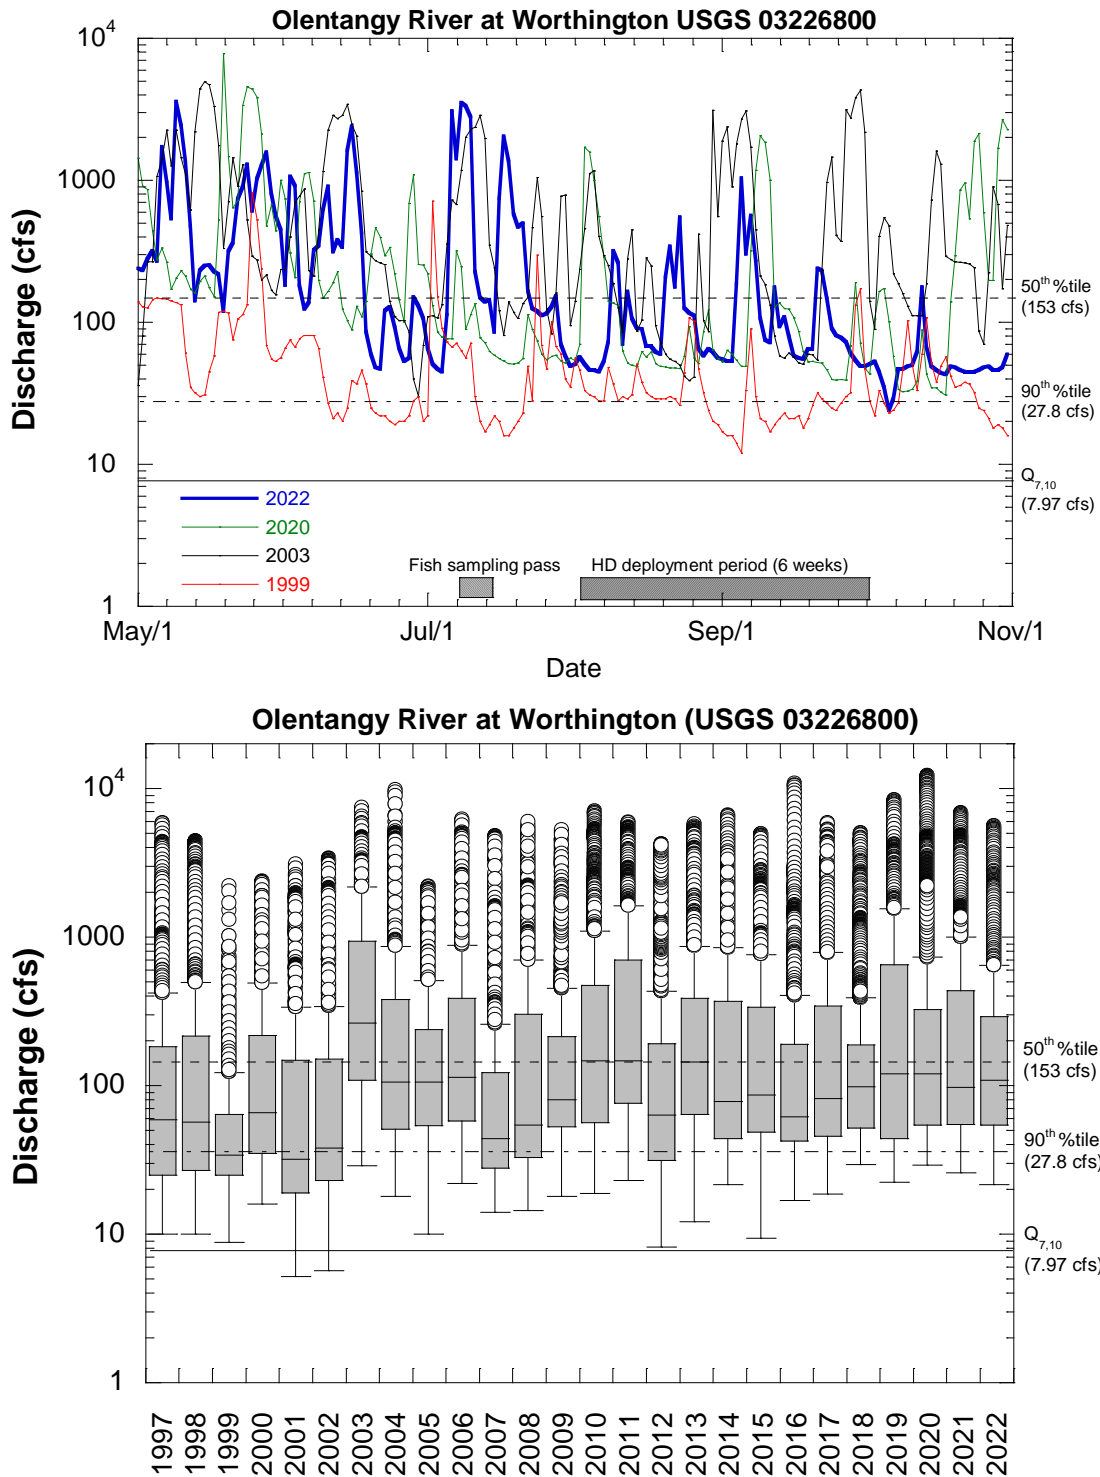 Olentangy River at Worthington USGS 03226800
10^4
1000
100
10
1
Discharge (cfs)
50th %tile
(153 cfs)
90th %tile
(27.8 cfs)
Q7,10
(7.97 cfs)
2022
2020
2003
1999
Fish sampling pass
HD deployment period (6 weeks)
May/1
Jul/1
Sep/1
Nov/1
Date
Olentangy River at Worthington (USGS 03226800)
10^4
1000
100
10
1
Discharge (cfs)
50th %tile
(153 cfs)
90th %tile
(27.8 cfs)
Q7,10
(7.97 cfs)
1997
1998
1999
2000
2001
2002
2003
2004
2005
2006
2007
2008
2009
2010
2011
2012
2013
2014
2015
2016
2017
2018
2019
2020
2021
2022